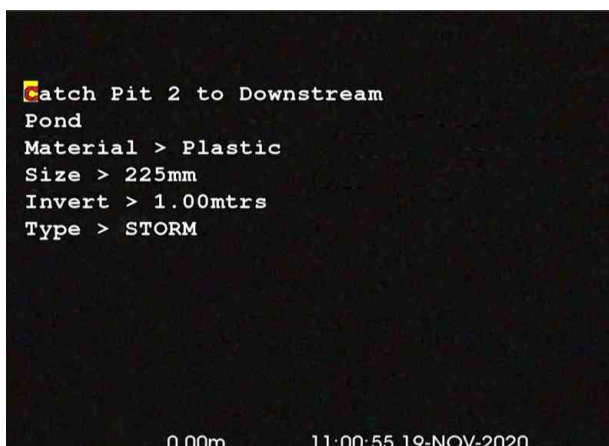 Catch Pit 2 to Downstream
Pond
Material > Plastic
Size > 225mm
Invert > 1.00mtrs
Type > STORM
0.00m 11:00:55 19-NOV-2020